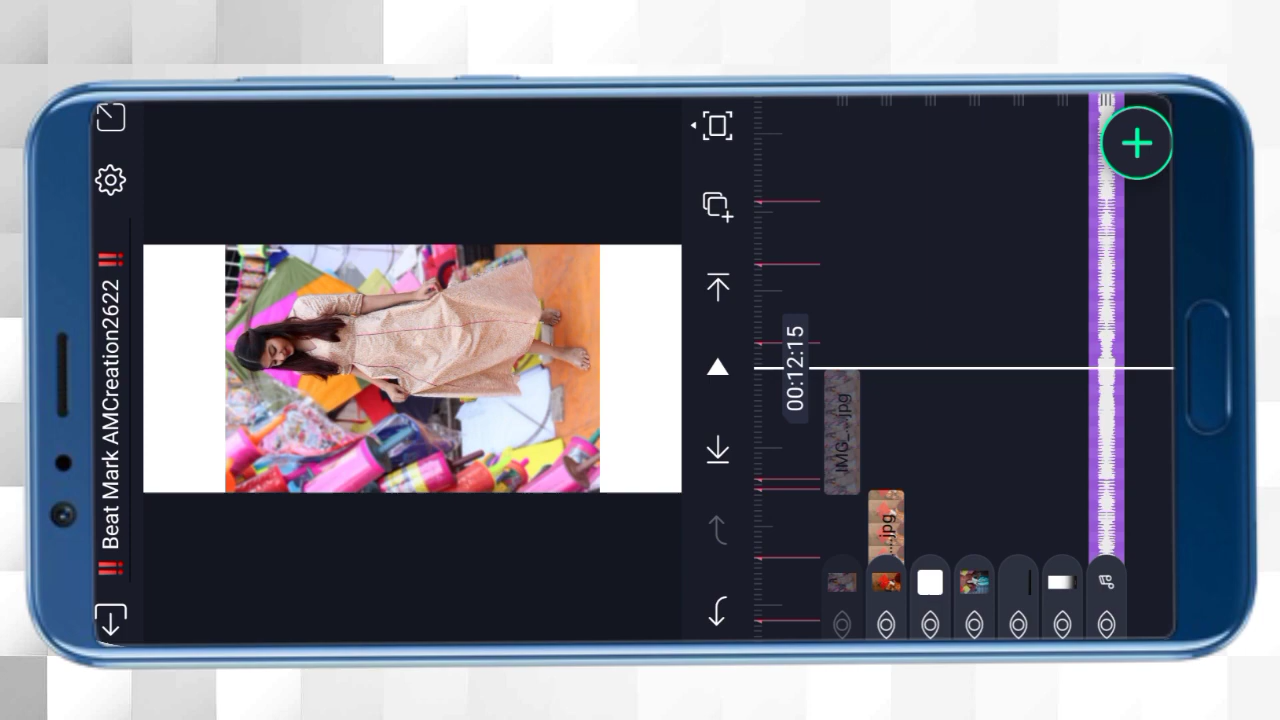 ‼️ Beat Mark AMCreation2622 ‼️
00:12:15
IMG...jpg
...jpg